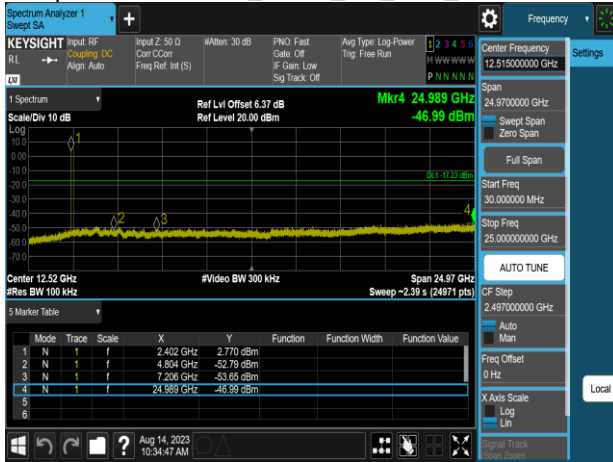 Spectrum Analyzer 1
Swept SA
Frequency
KEYSIGHT
RL
LXI
Input: RF
Coupling: DC
Align: Auto
Input Z: 50 Ω
Corr CCorr
Freq Ref: Int (S)
#Atten: 30 dB
PNO: Fast
Gate: Off
IF Gain: Low
Sig Track: Off
Avg Type: Log-Power
Trig: Free Run
1 2 3 4 5 6
M W W W W W
P N N N N N
1 Spectrum
Scale/Div 10 dB
Ref Lvl Offset 6.37 dB
Ref Level 20.00 dBm
Mkr4 24.989 GHz
-46.99 dBm
Log
10.0
0.00
-10.0
-20.0
-30.0
-40.0
-50.0
-60.0
-70.0
1
2
3
4
DL1 -17.23 dBm
Center 12.52 GHz
#Res BW 100 kHz
#Video BW 300 kHz
Span 24.97 GHz
Sweep ~2.39 s (24971 pts)
5 Marker Table
Mode Trace Scale X Y Function Function Width Function Value
1 N 1 f 2.402 GHz 2.770 dBm
2 N 1 f 4.804 GHz -52.79 dBm
3 N 1 f 7.206 GHz -53.65 dBm
4 N 1 f 24.989 GHz -46.99 dBm
5
6
Aug 14, 2023
10:34:47 AM
Center Frequency
12.515000000 GHz
Span
24.9700000 GHz
Swept Span
Zero Span
Full Span
Start Freq
30.000000 MHz
Stop Freq
25.000000000 GHz
AUTO TUNE
CF Step
2.497000000 GHz
Auto
Man
Freq Offset
0 Hz
X Axis Scale
Log
Lin
Signal Track
(Span Zoom)
Settings
Local